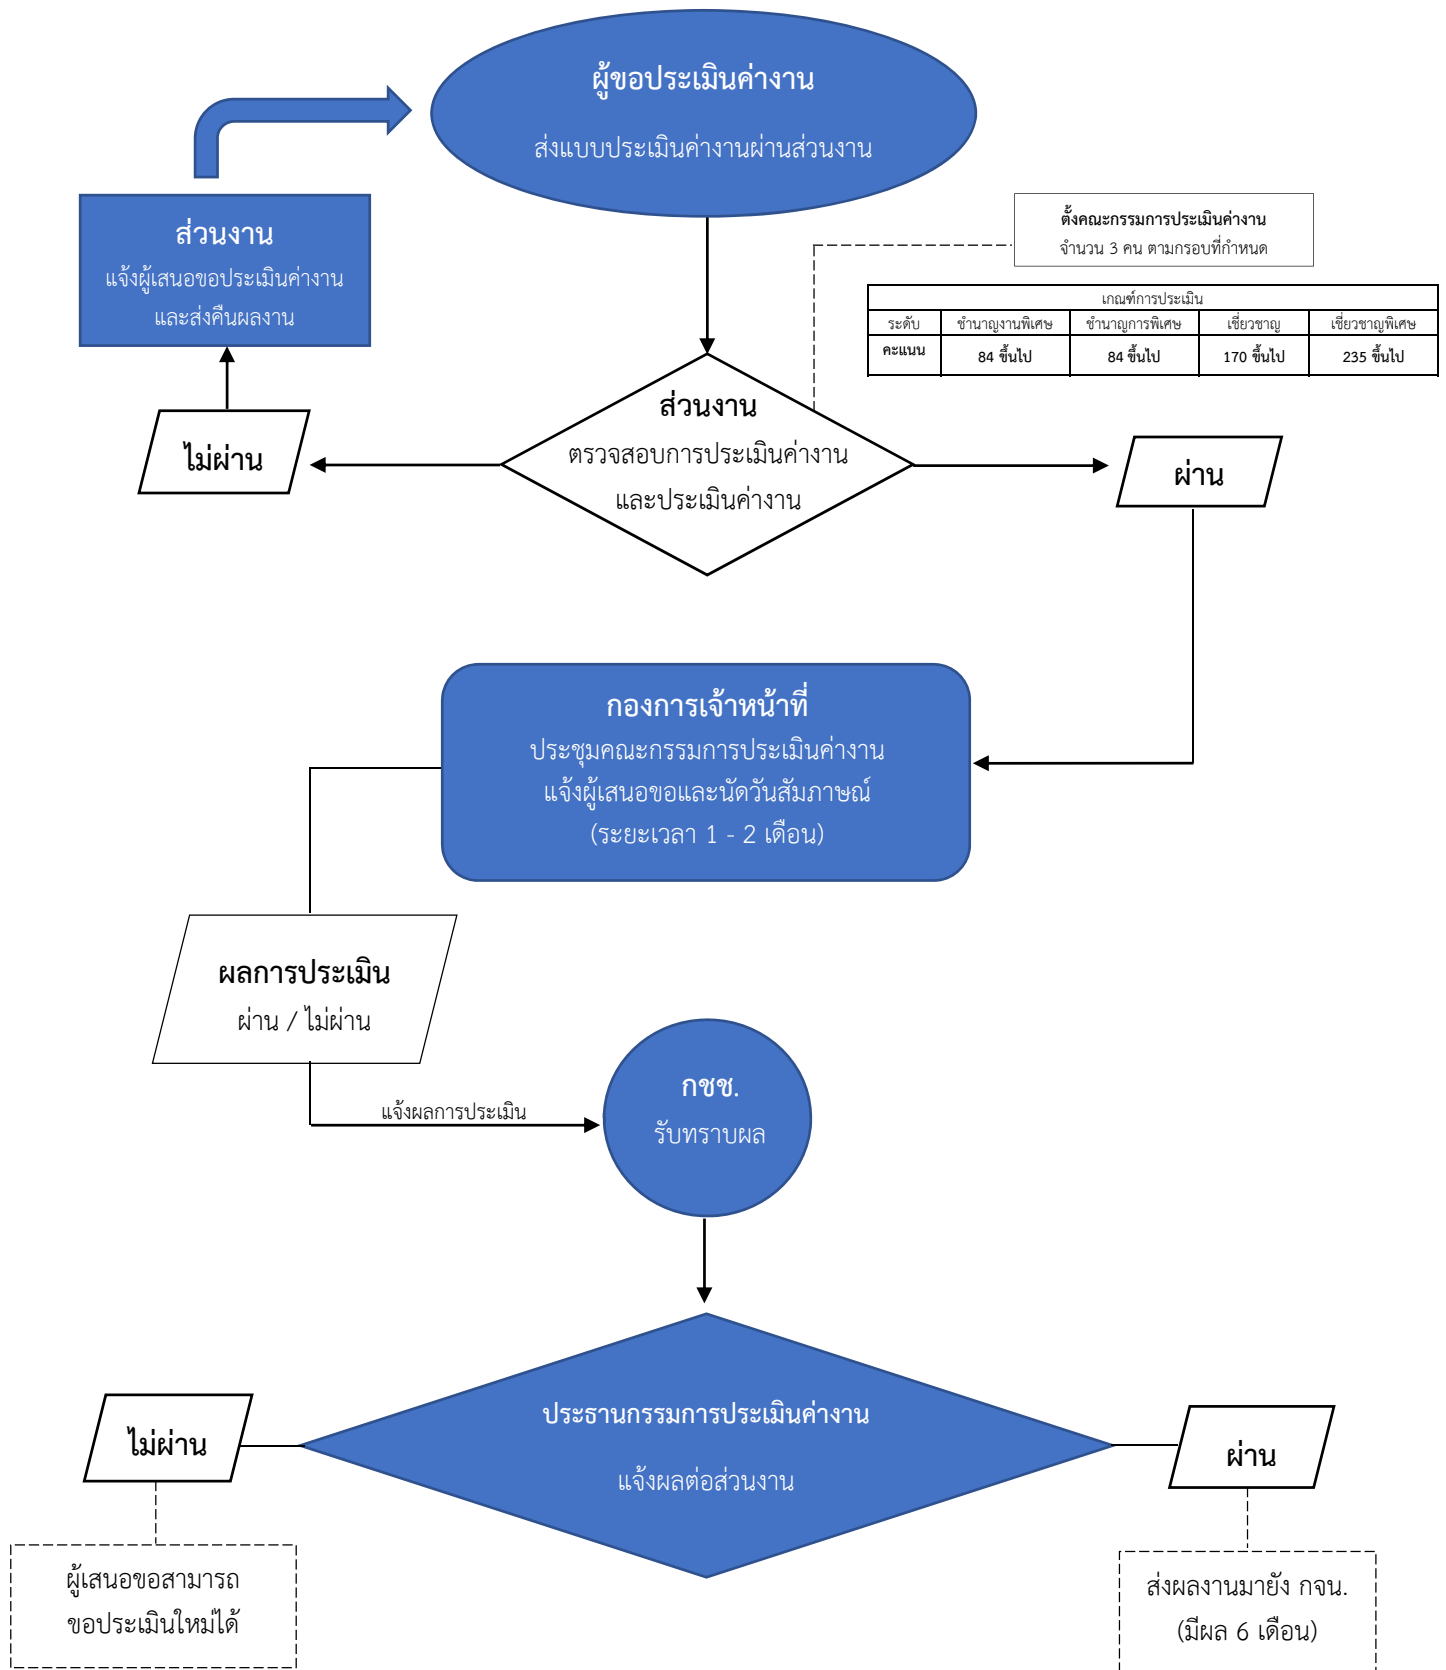 ผู้ขอประเมินค่างาน
ส่งแบบประเมินค่างานผ่านส่วนงาน
ส่วนงาน
แจ้งผู้เสนอขอประเมินค่างาน
และส่งคืนผลงาน
ตั้งคณะกรรมการประเมินค่างาน
จำนวน 3 คน ตามกรอบที่กำหนด
เกณฑ์การประเมิน
ระดับ ชำนาญงานพิเศษ ชำนาญการพิเศษ เชี่ยวชาญ เชี่ยวชาญพิเศษ
คะแนน 84 ขึ้นไป 84 ขึ้นไป 170 ขึ้นไป 235 ขึ้นไป
ไม่ผ่าน
ส่วนงาน
ตรวจสอบการประเมินค่างาน
และประเมินค่างาน
ผ่าน
กองการเจ้าหน้าที่
ประชุมคณะกรรมการประเมินค่างาน
แจ้งผู้เสนอขอและนัดวันสัมภาษณ์
(ระยะเวลา 1 - 2 เดือน)
ผลการประเมิน
ผ่าน / ไม่ผ่าน
แจ้งผลการประเมิน
กชช.
รับทราบผล
ประธานกรรมการประเมินค่างาน
แจ้งผลต่อส่วนงาน
ไม่ผ่าน
ผ่าน
ผู้เสนอขอสามารถ
ขอประเมินใหม่ได้
ส่งผลงานมายัง กจน.
(มีผล 6 เดือน)